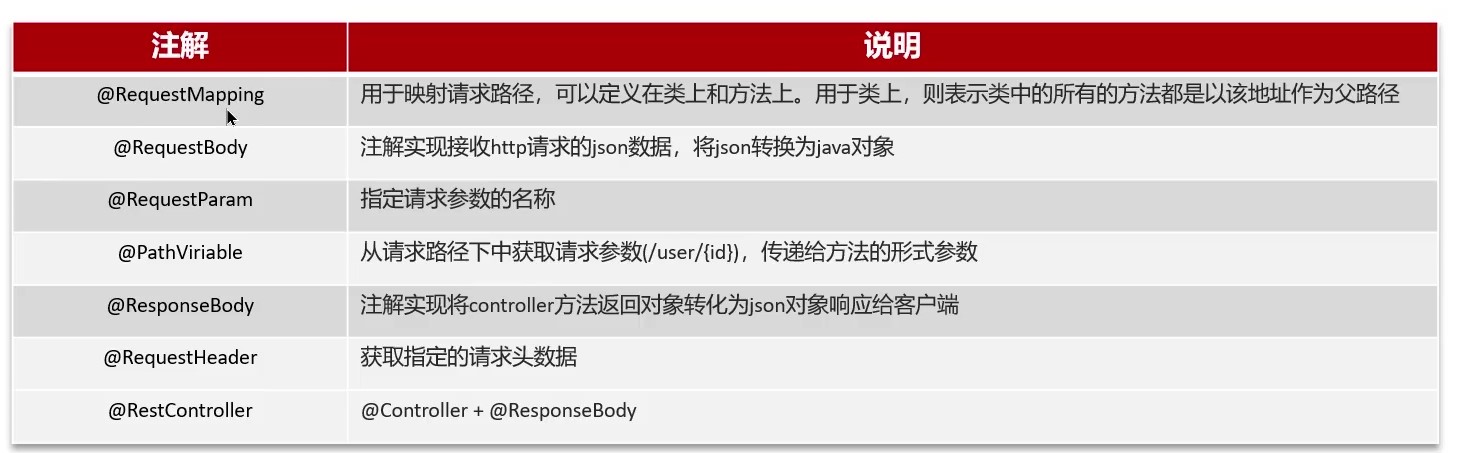 注解 说明
@RequestMapping 用于映射请求路径，可以定义在类上和方法上。用于类上，则表示类中的所有的方法都是以该地址作为父路径
@RequestBody 注解实现接收http请求的json数据，将json转换为java对象
@RequestParam 指定请求参数的名称
@PathViriable 从请求路径下中获取请求参数(/user/{id})，传递给方法的形式参数
@ResponseBody 注解实现将controller方法返回对象转化为json对象响应给客户端
@RequestHeader 获取指定的请求头数据
@RestController @Controller + @ResponseBody